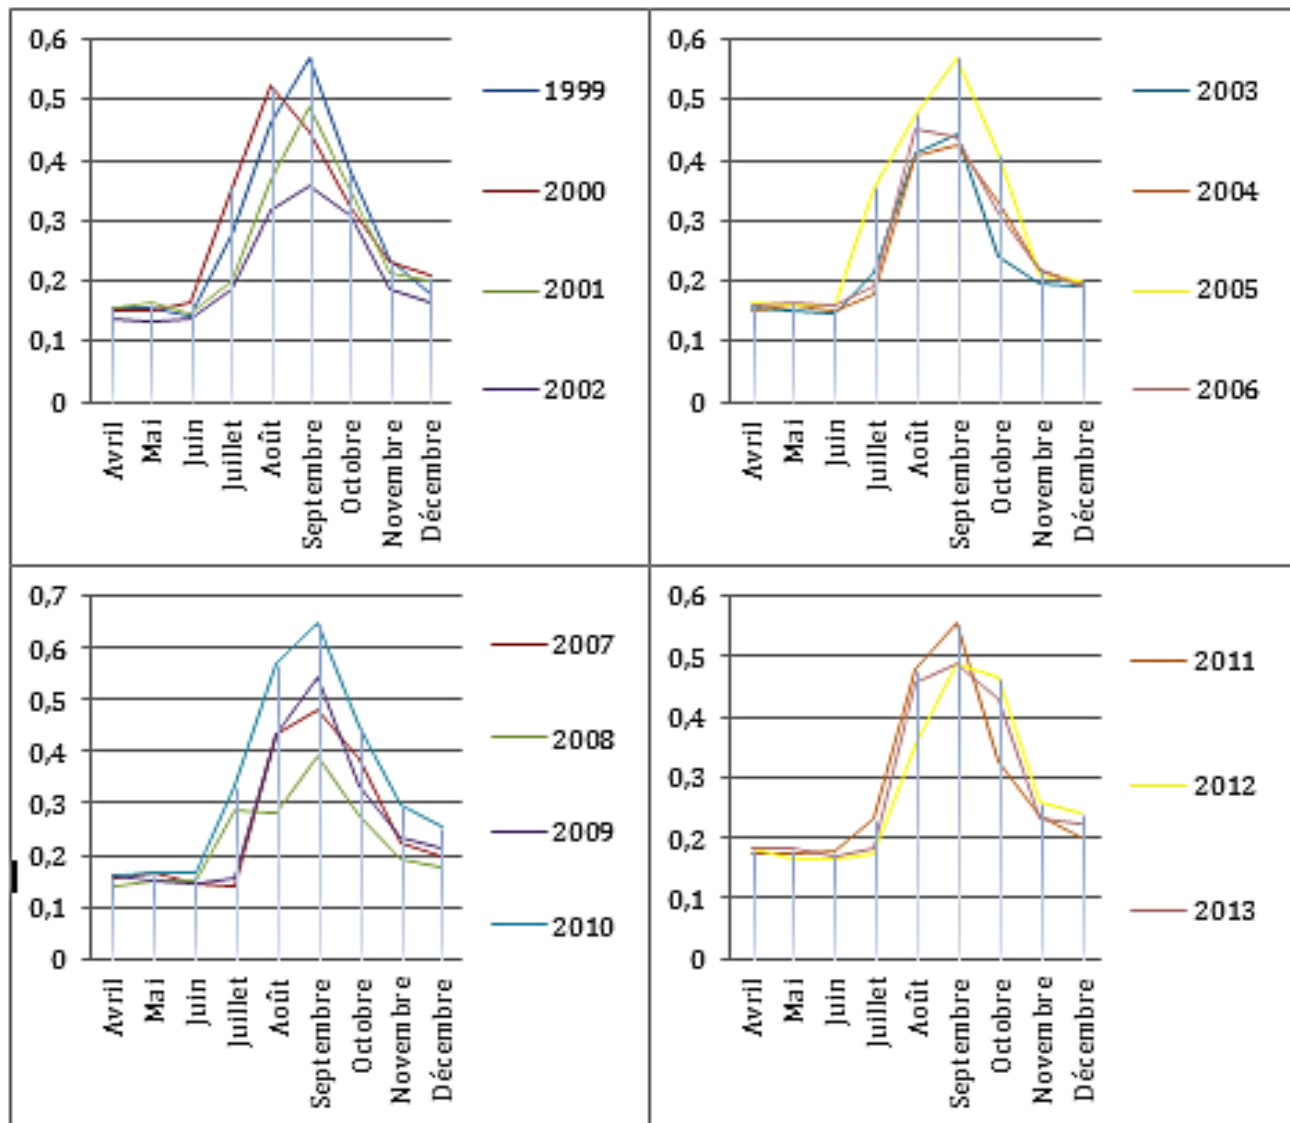 0,6
0,5
0,4
0,3
0,2
0,1
0
Avril
Mai
Juin
Juillet
Août
Septembre
Octobre
Novembre
Décembre
1999
2000
2001
2002
0,6
0,5
0,4
0,3
0,2
0,1
0
Avril
Mai
Juin
Juillet
Août
Septembre
Octobre
Novembre
Décembre
2003
2004
2005
2006
0,7
0,6
0,5
0,4
0,3
0,2
0,1
0
Avril
Mai
Juin
Juillet
Août
Septembre
Octobre
Novembre
Décembre
2007
2008
2009
2010
0,6
0,5
0,4
0,3
0,2
0,1
0
Avril
Mai
Juin
Juillet
Août
Septembre
Octobre
Novembre
Décembre
2011
2012
2013